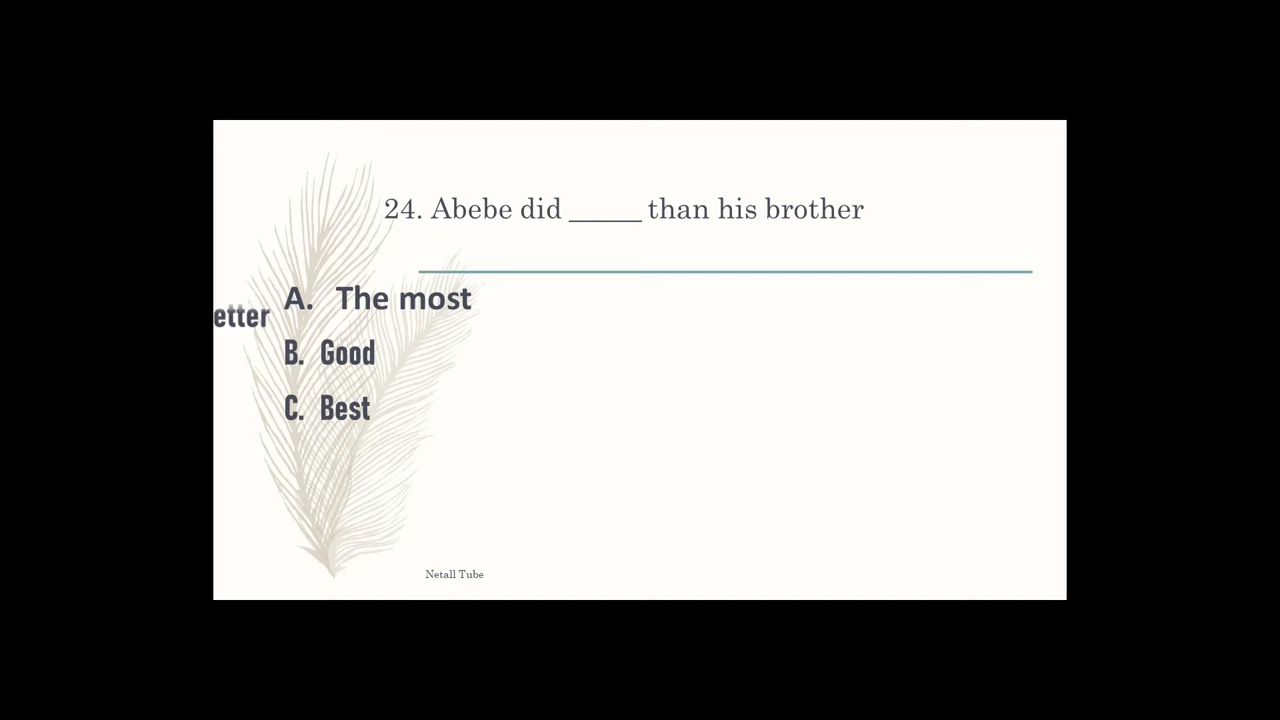 24. Abebe did _____ than his brother
A. The most
etter
B. Good
C. Best
Netall Tube